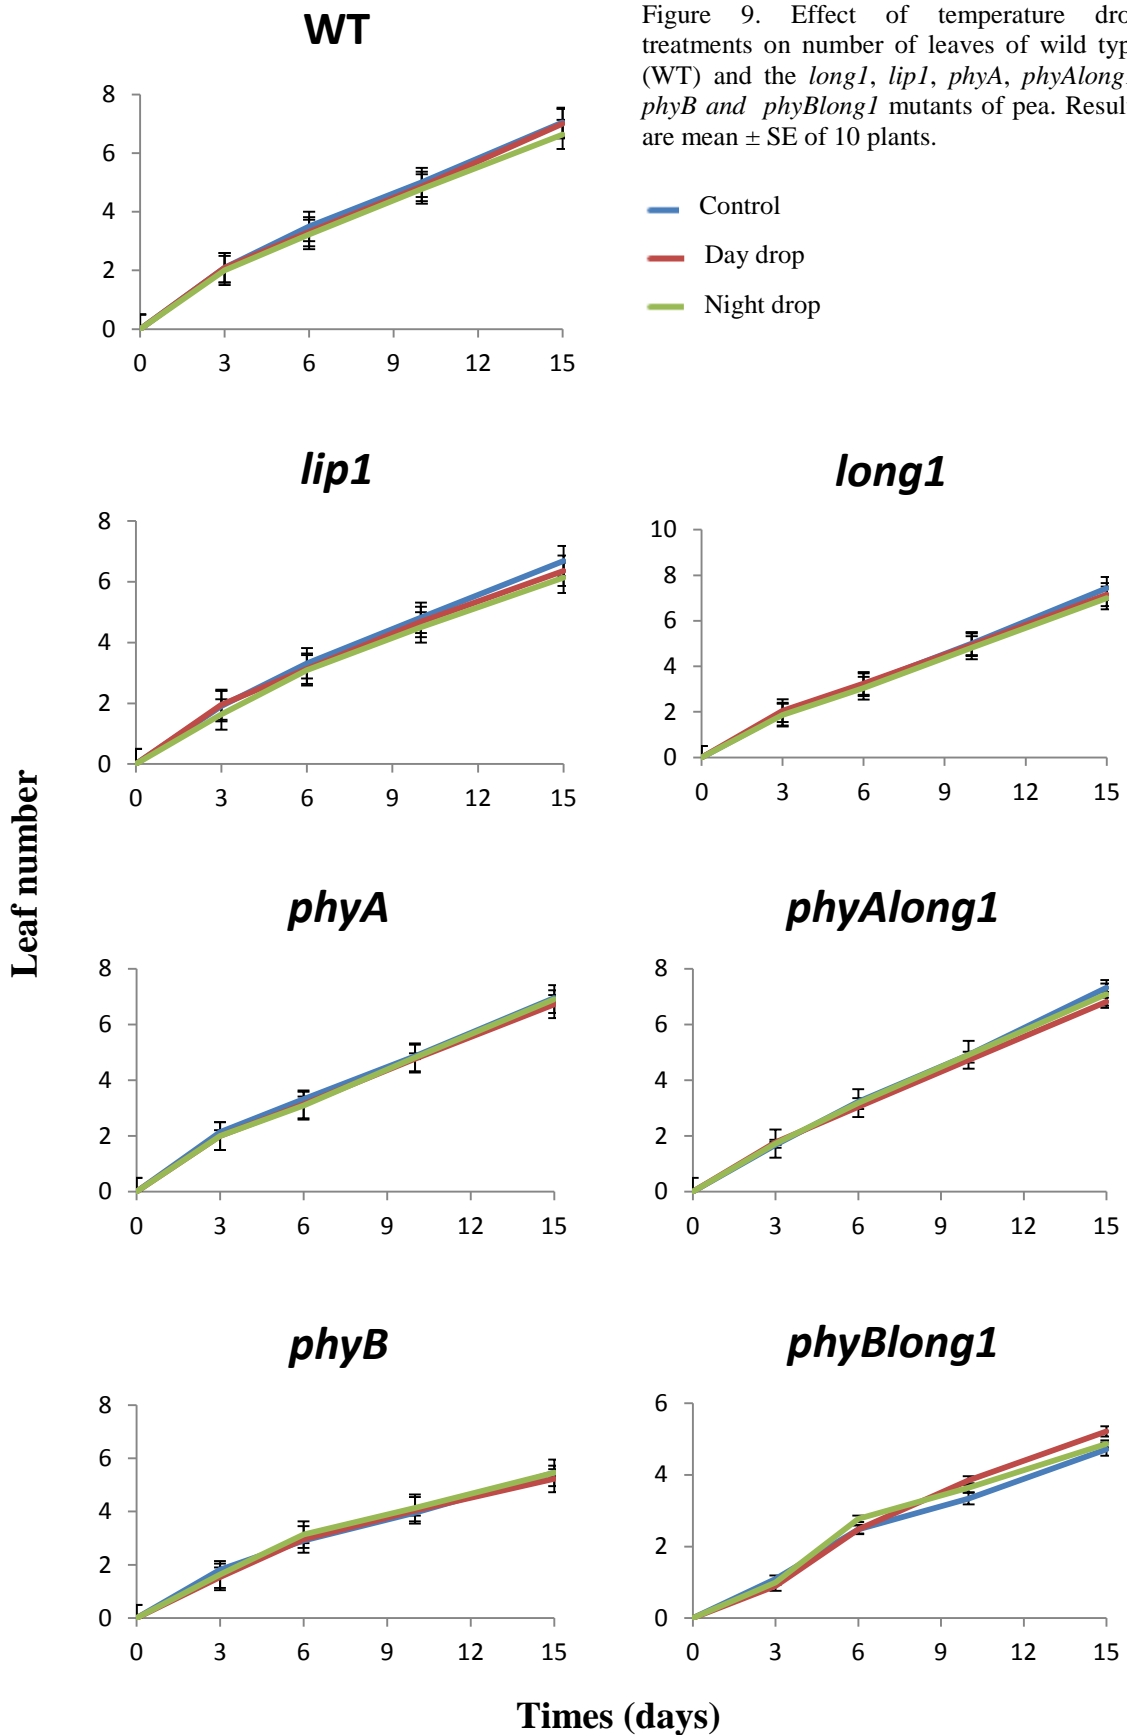 WT
Figure 9. Effect of temperature
treatments on number of leaves of wild
(WT) and the long1, lip1, phyA,
phyB and phyBlong1 mutants of pea.
are mean ± SE of 10 plants.
Control
Day drop
Night drop
8
6
4
2
0
0 3 6 9 12 15
lip1
8
6
4
2
0
0 3 6 9 12 15
long1
10
8
6
4
2
0
0 3 6 9 12 15
Leaf number
phyA
8
6
4
2
0
0 3 6 9 12 15
phyAlong1
8
6
4
2
0
0 3 6 9 12 15
phyB
8
6
4
2
0
0 3 6 9 12 15
phyBlong1
6
4
2
0
0 3 6 9 12 15
Times (days)